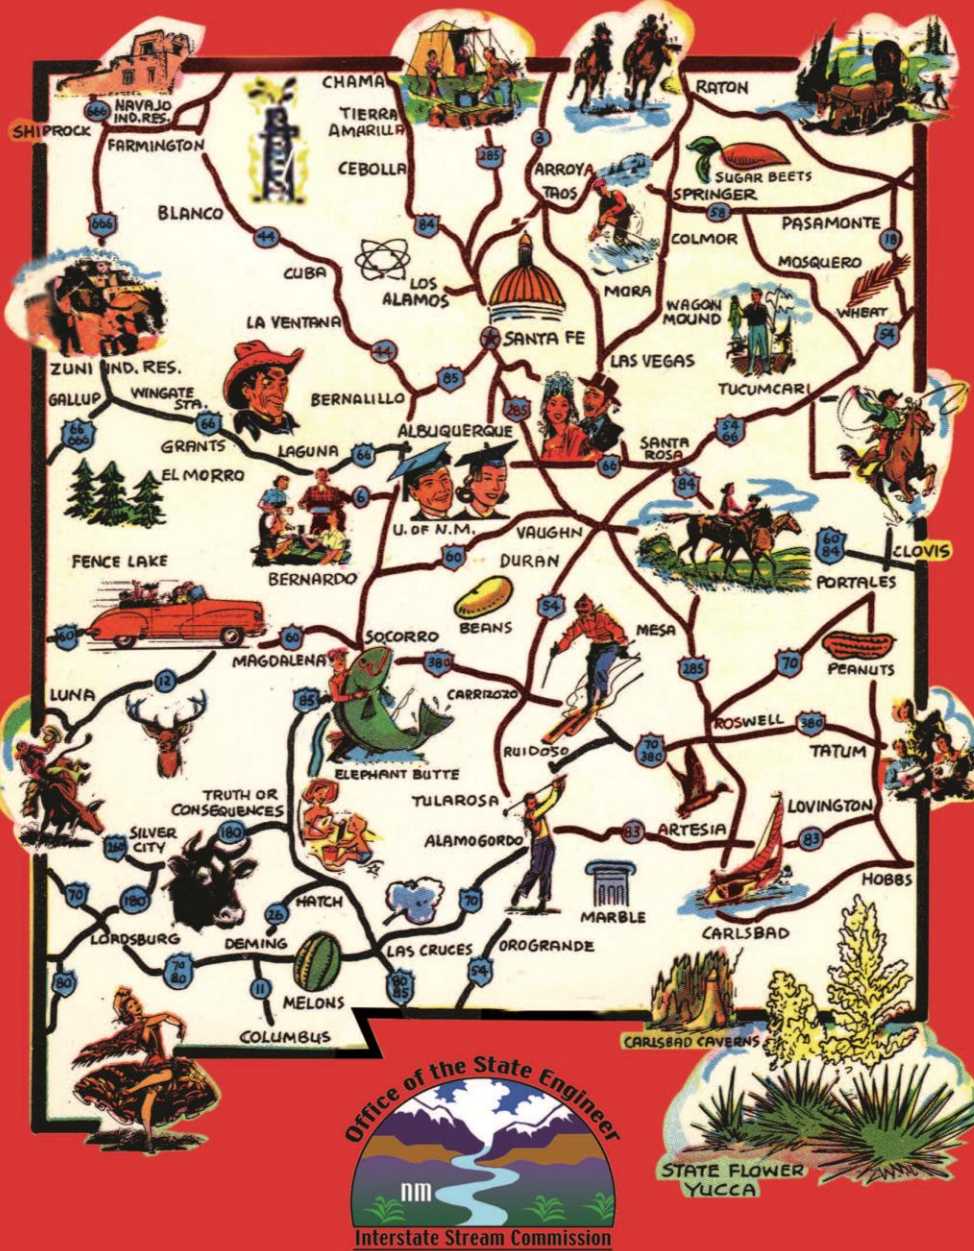 CHAMA
RATON
666
NAVAJO
IND. RES.
SHIPROCK
FARMINGTON
TIERRA
AMARILLA
3
CEBOLLA
285
ARROYA
TAOS
SUGAR BEETS
SPRINGER
58
BLANCO
666
44
84
COLMOR
PASAMONTE
18
CUBA
LOS
ALAMOS
MORA
MOSQUERO
WAGON
MOUND
WHEAT
LA VENTANA
SANTA FE
54
44
LAS VEGAS
ZUNI IND. RES.
85
TUCUMCARI
GALLUP
WINGATE
STA.
BERNALILLO
285
66
666
66
GRANTS
ALBUQUERQUE
54
66
LAGUNA
66
SANTA
ROSA
66
EL MORRO
84
6
U. OF N.M.
VAUGHN
60
84
CLOVIS
FENCE LAKE
60
DURAN
BERNARDO
PORTALES
54
BEANS
60
60
SOCORRO
MESA
MAGDALENA
380
285
70
PEANUTS
LUNA
12
85
CARRIZOZO
ROSWELL
380
RUIDOSO
70
380
TATUM
ELEPHANT BUTTE
TRUTH OR
CONSEQUENCES
TULAROSA
LOVINGTON
180
SILVER
CITY
260
ALAMOGORDO
83
ARTESIA
83
70
180
HATCH
70
HOBBS
26
MARBLE
LORDSBURG
DEMING
LAS CRUCES
OROGRANDE
CARLSBAD
70
80
54
80
11
MELONS
80
85
COLUMBUS
CARLSBAD CAVERNS
Office of the State Engineer
nm
Interstate Stream Commission
STATE FLOWER
YUCCA